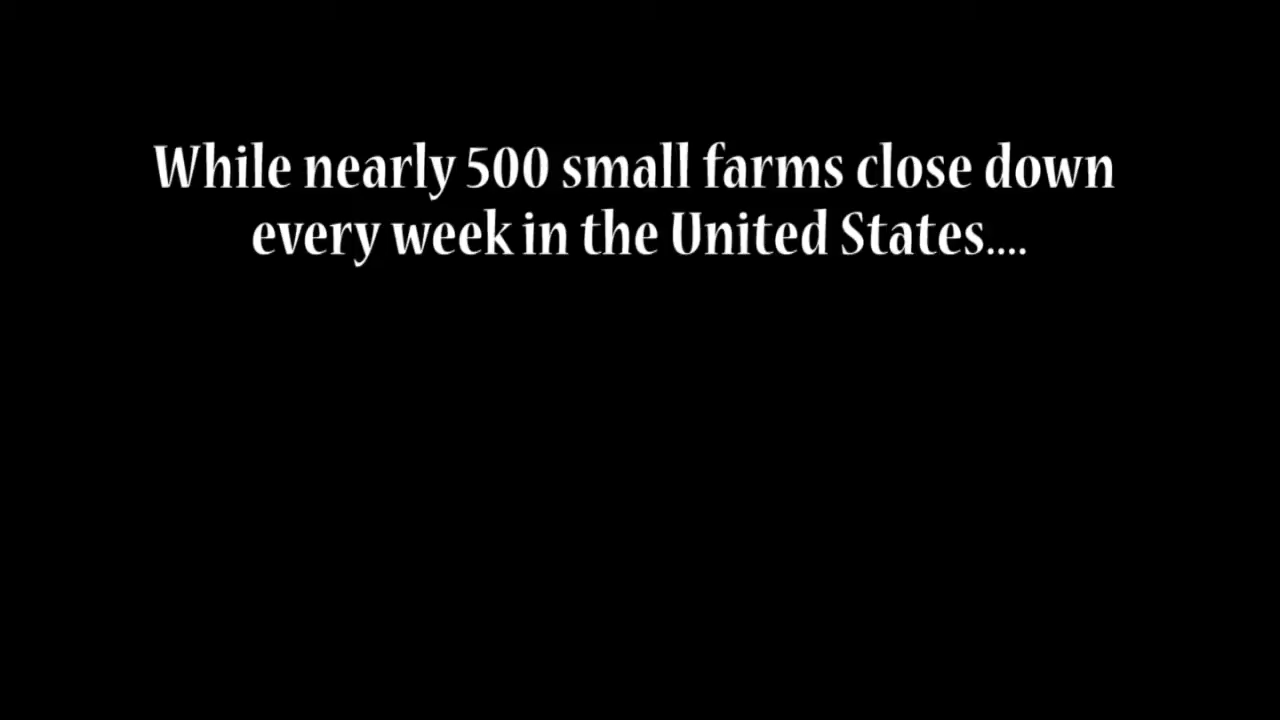 While nearly 500 small farms close down
every week in the United States....